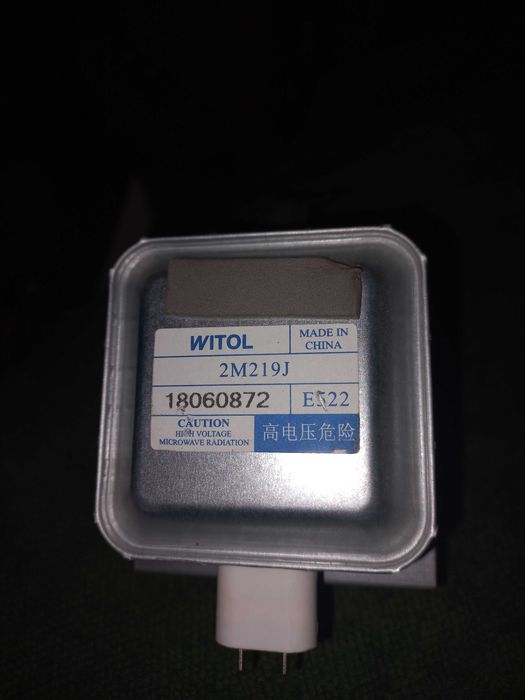 WITOL
MADE IN
CHINA
2M219J
18060872
E522
CAUTION
HIGH VOLTAGE
MICROWAVE RADIATION
高电压危险